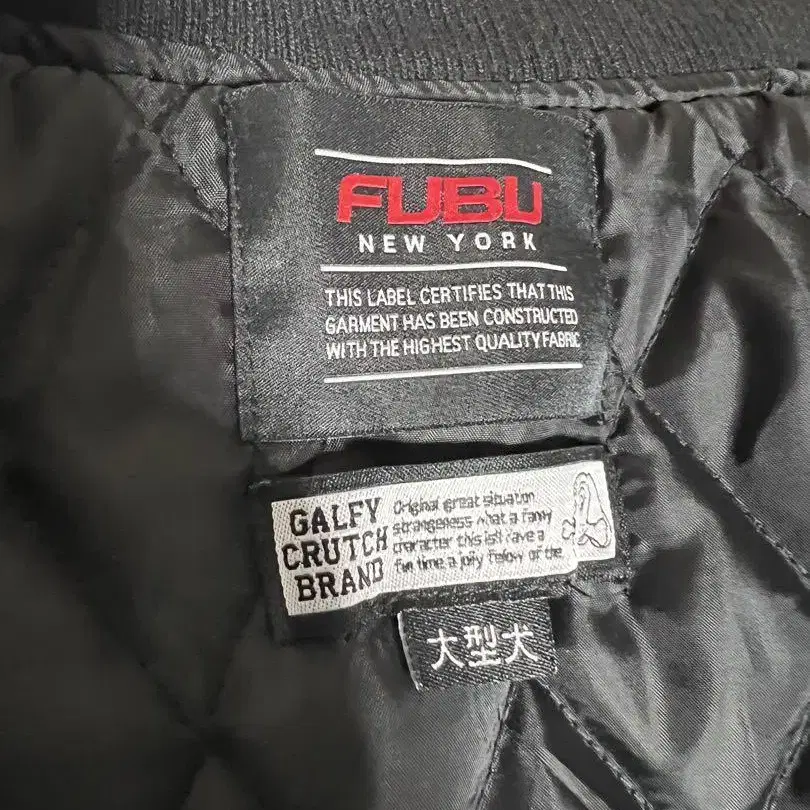 FUBU
NEW YORK
THIS LABEL CERTIFIES THAT THIS
GARMENT HAS BEEN CONSTRUCTED
WITH THE HIGHEST QUALITY FABRIC
GALFY
CRUTCH
BRAND
Original great situation
strangeness what a funny
character this isn't have a
fun time a jolly fellow of the
大型犬